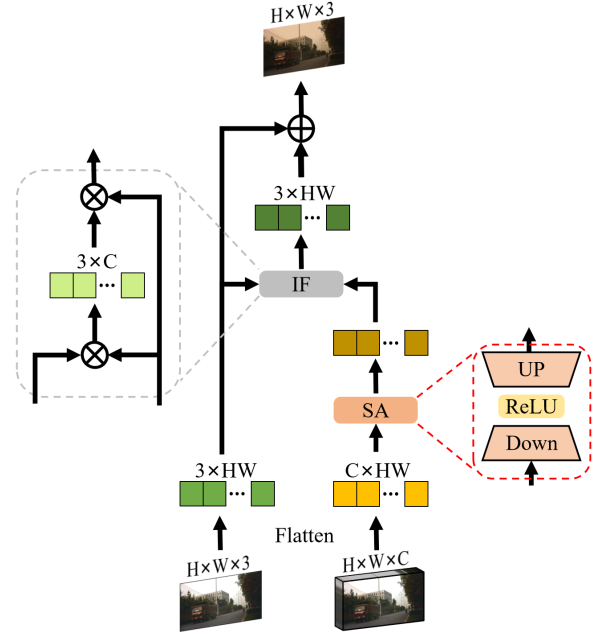 H×W×3
3×HW
3×C
IF
UP
SA
ReLU
Down
3×HW
C×HW
Flatten
H×W×3
H×W×C